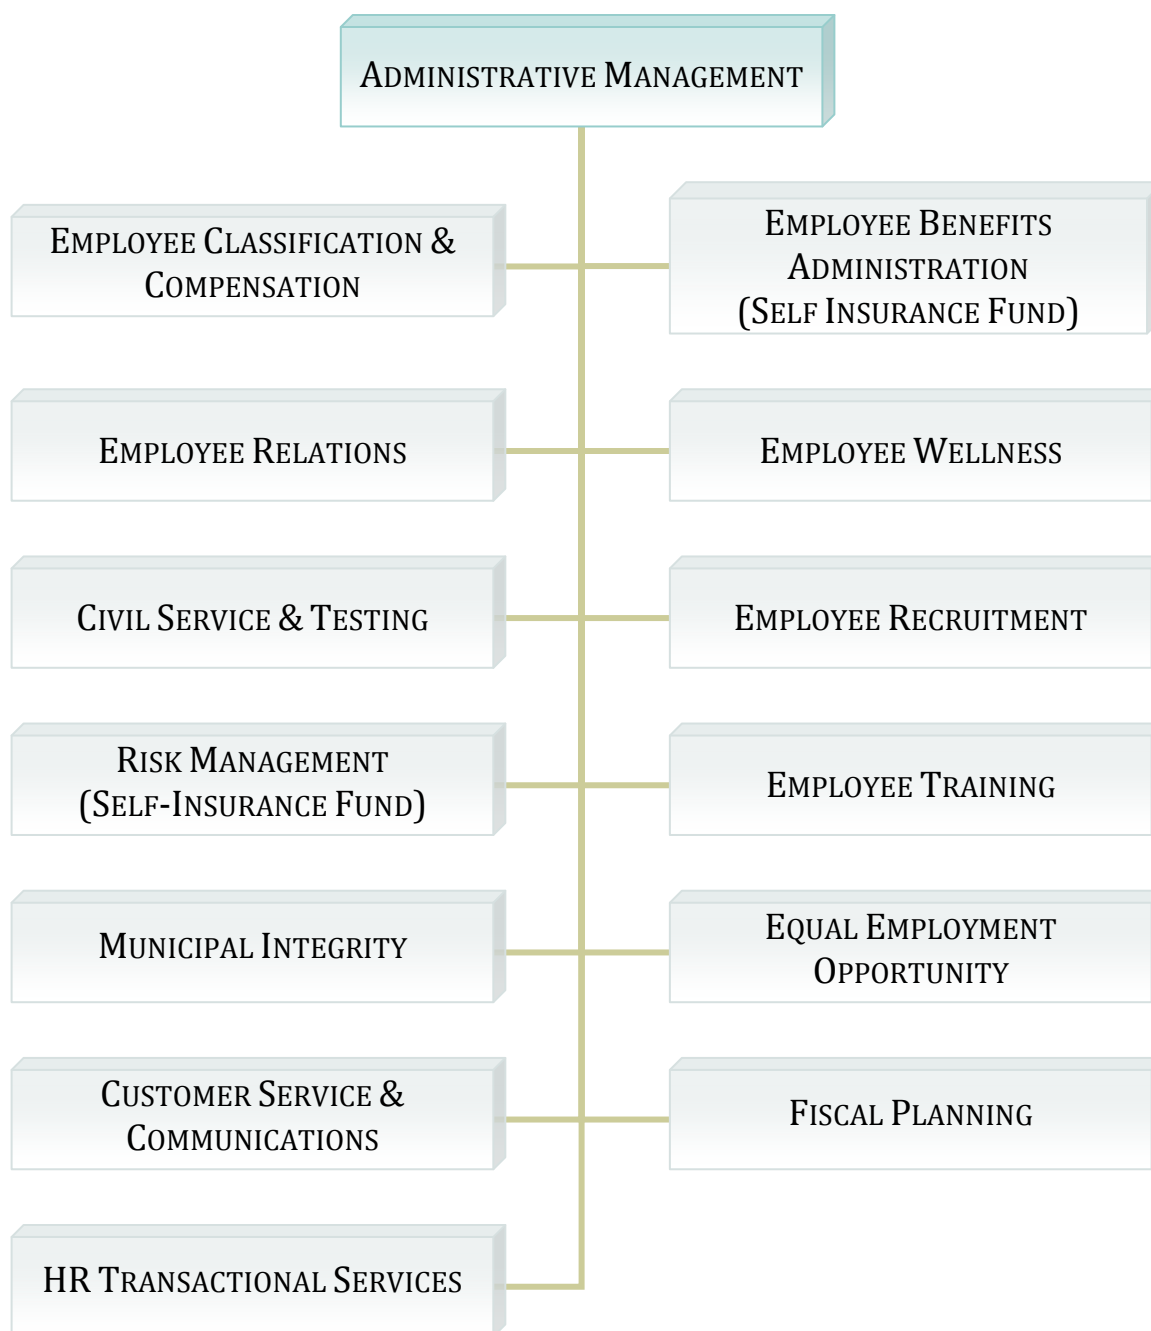 ADMINISTRATIVE MANAGEMENT
EMPLOYEE CLASSIFICATION &
COMPENSATION
EMPLOYEE BENEFITS
ADMINISTRATION
(SELF INSURANCE FUND)
EMPLOYEE RELATIONS
EMPLOYEE WELLNESS
CIVIL SERVICE & TESTING
EMPLOYEE RECRUITMENT
RISK MANAGEMENT
(SELF-INSURANCE FUND)
EMPLOYEE TRAINING
MUNICIPAL INTEGRITY
EQUAL EMPLOYMENT
OPPORTUNITY
CUSTOMER SERVICE &
COMMUNICATIONS
FISCAL PLANNING
HR TRANSACTIONAL SERVICES